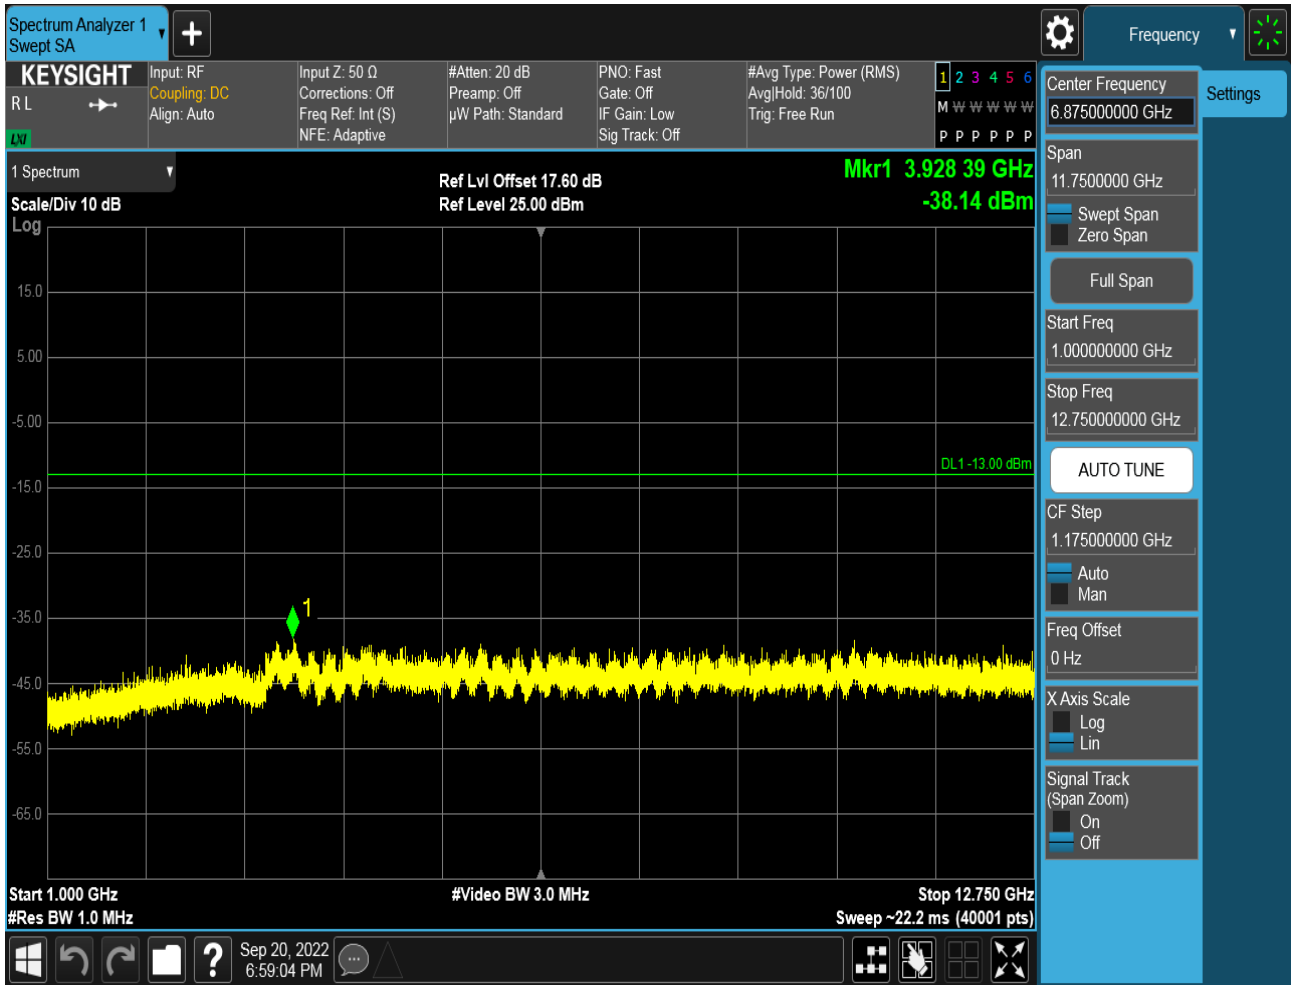 Spectrum Analyzer 1
Swept SA
Frequency
KEYSIGHT
R L
LXI
Input: RF
Coupling: DC
Align: Auto
Input Z: 50 Ω
Corrections: Off
Freq Ref: Int (S)
NFE: Adaptive
#Atten: 20 dB
Preamp: Off
µW Path: Standard
PNO: Fast
Gate: Off
IF Gain: Low
Sig Track: Off
#Avg Type: Power (RMS)
Avg|Hold: 36/100
Trig: Free Run
1 2 3 4 5 6
M W W W W W
P P P P P P
1 Spectrum
Scale/Div 10 dB
Log
Ref Lvl Offset 17.60 dB
Ref Level 25.00 dBm
Mkr1 3.928 39 GHz
-38.14 dBm
15.0
5.00
-5.00
DL1 -13.00 dBm
-15.0
-25.0
-35.0
1
-45.0
-55.0
-65.0
Start 1.000 GHz
#Video BW 3.0 MHz
Stop 12.750 GHz
#Res BW 1.0 MHz
Sweep ~22.2 ms (40001 pts)
Sep 20, 2022
6:59:04 PM
?
Center Frequency
6.875000000 GHz
Settings
Span
11.7500000 GHz
Swept Span
Zero Span
Full Span
Start Freq
1.000000000 GHz
Stop Freq
12.750000000 GHz
AUTO TUNE
CF Step
1.175000000 GHz
Auto
Man
Freq Offset
0 Hz
X Axis Scale
Log
Lin
Signal Track
(Span Zoom)
On
Off